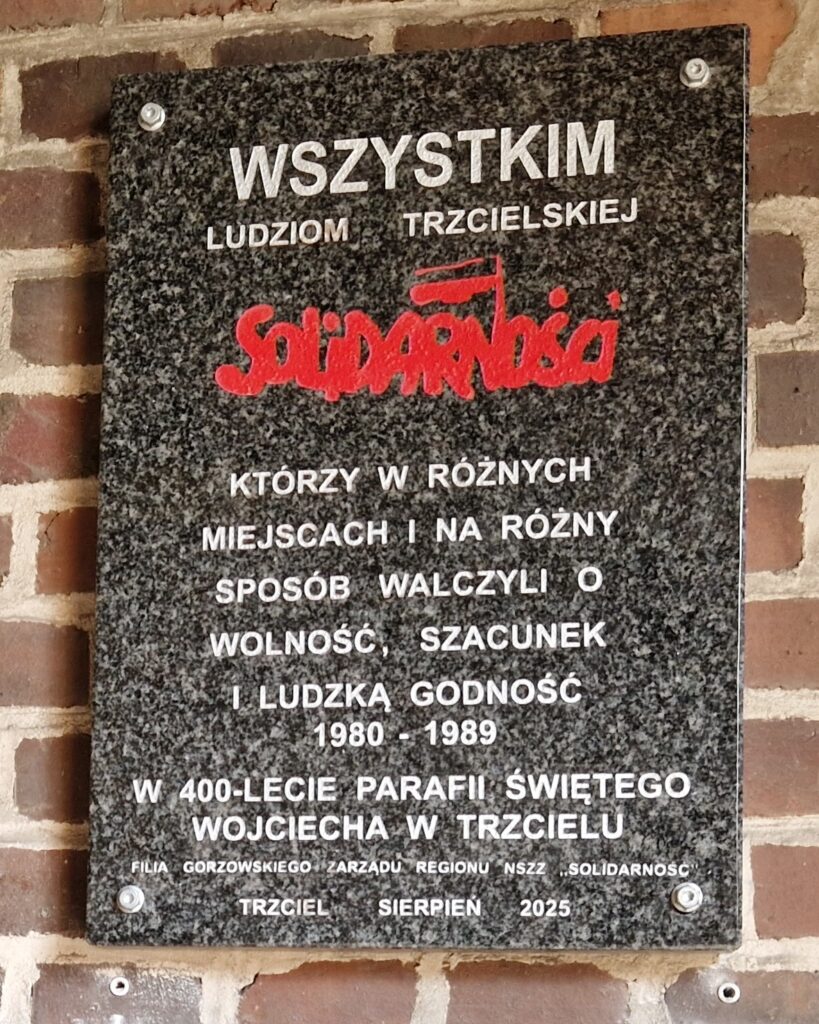 WSZYSTKIM
LUDZIOM TRZCIELSKIEJ
SOLIDARNOŚCI
KTÓRZY W RÓŻNYCH
MIEJSCACH I NA RÓŻNY
SPOSÓB WALCZYLI O
WOLNOŚĆ, SZACUNEK
I LUDZKĄ GODNOŚĆ
1980 - 1989
W 400-LECIE PARAFII ŚWIĘTEGO
WOJCIECHA W TRZCIELU
FILIA GORZOWSKIEGO ZARZĄDU REGIONU NSZZ „SOLIDARNOŚĆ"
TRZCIEL SIERPIEŃ 2025